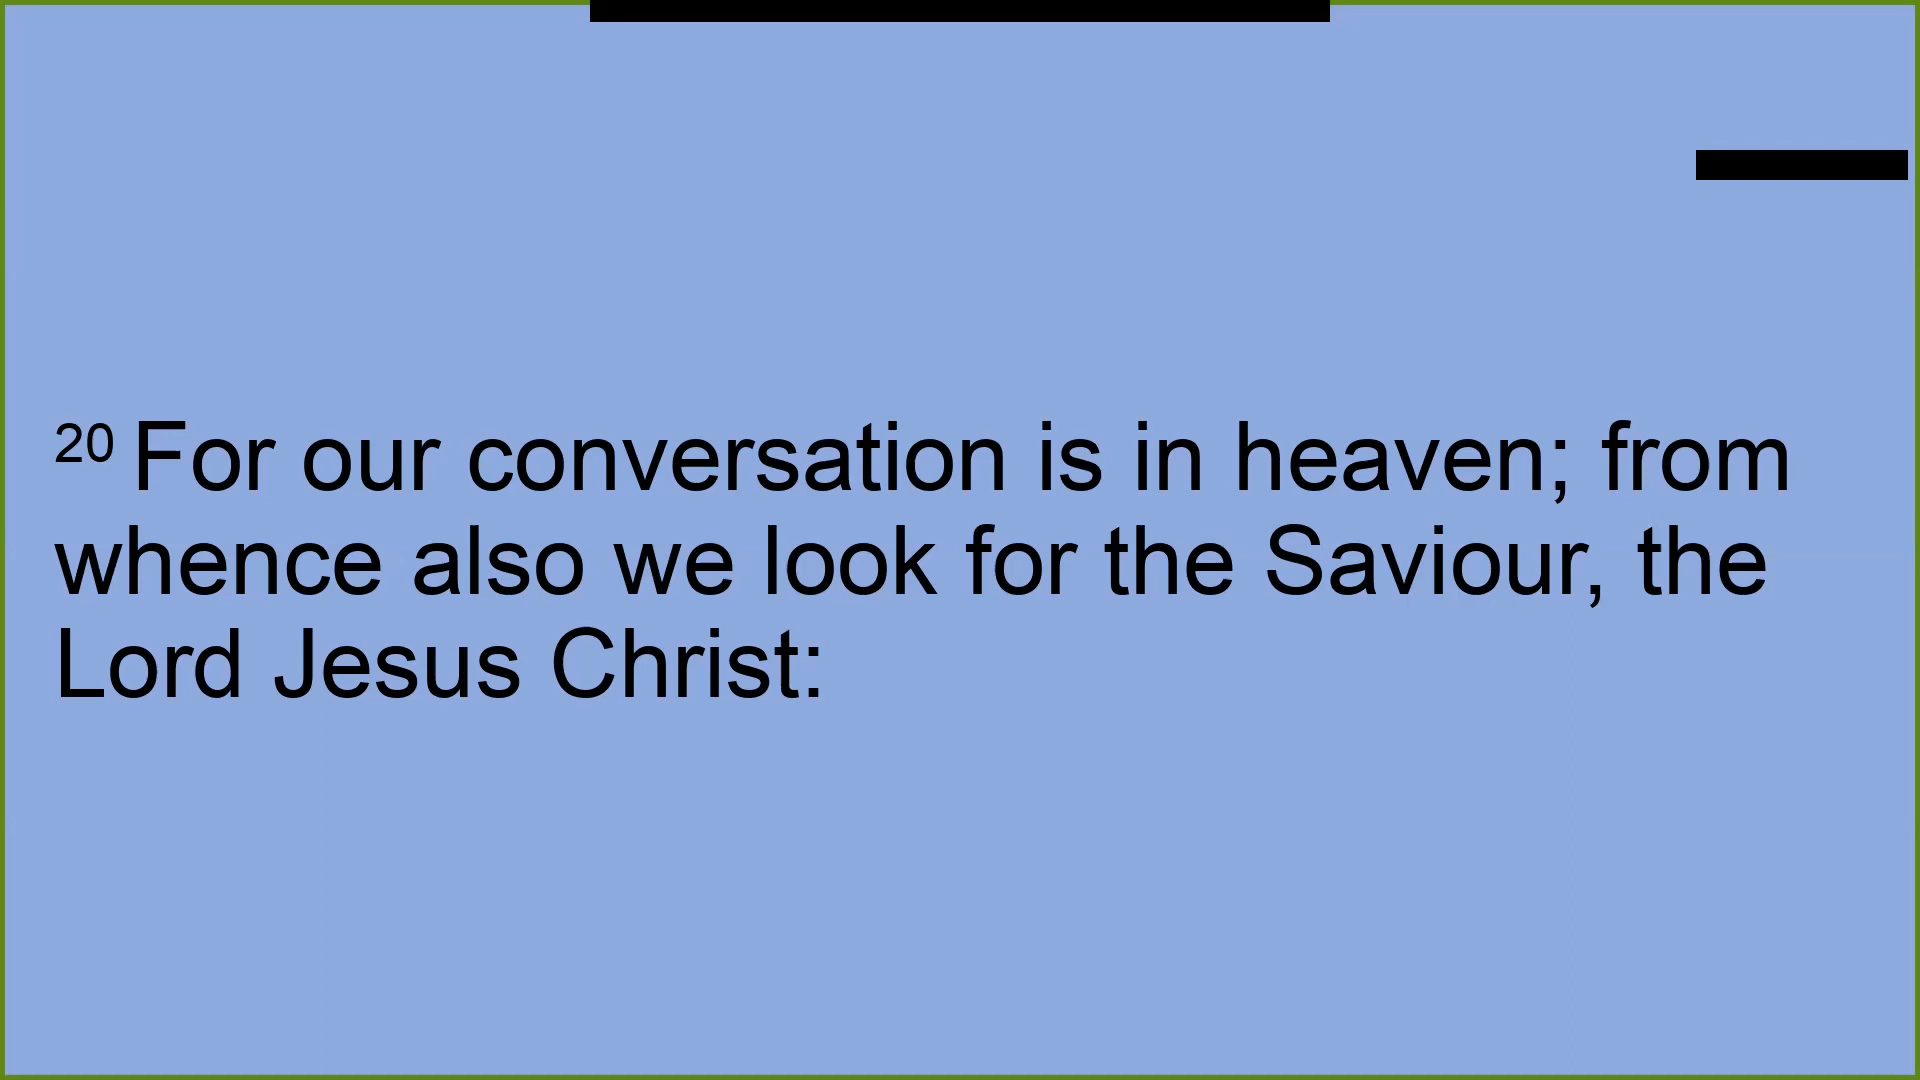 20 For our conversation is in heaven; from
whence also we look for the Saviour, the
Lord Jesus Christ: